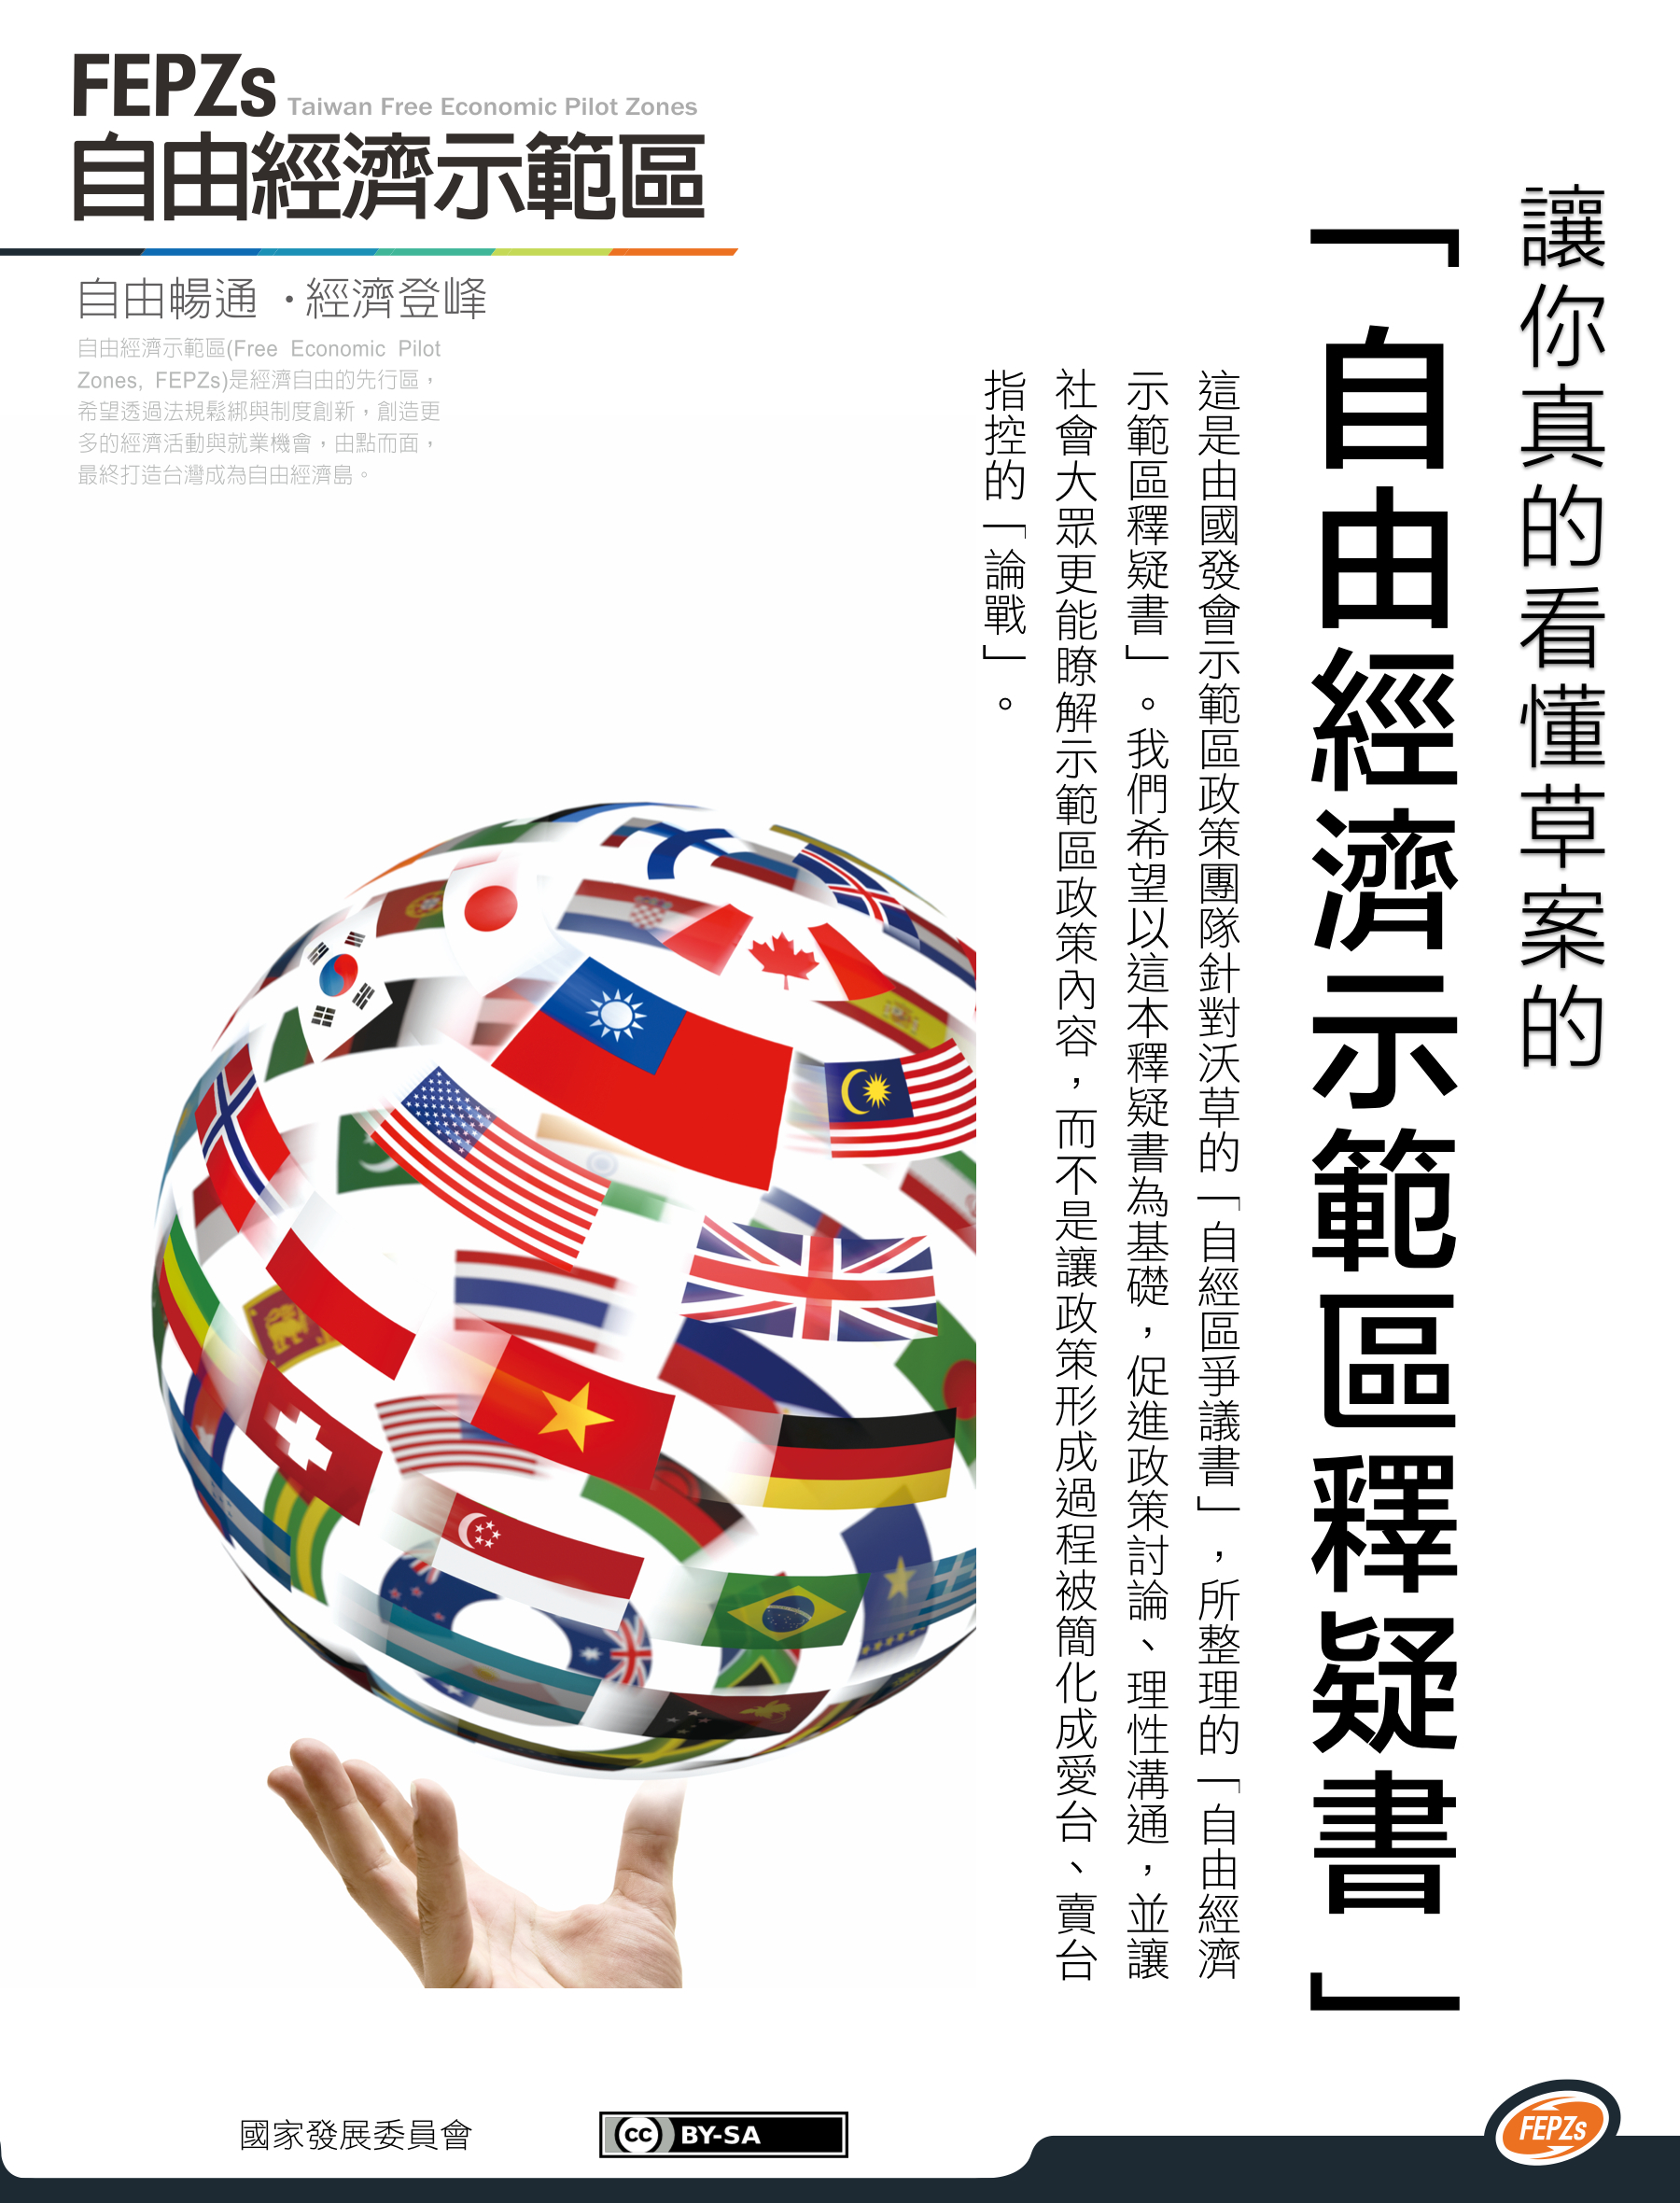 FEPZs Taiwan Free Economic Pilot Zones
自由經濟示範區
自由暢通・經濟登峰
自由經濟示範區(Free Economic Pilot
Zones, FEPZs)是經濟自由的先行區，
希望透過法規鬆綁與制度創新，創造更
多的經濟活動與就業機會，由點而面，
最終打造台灣成為自由經濟島。
讓你真的看懂草案的
「自由經濟示範區釋疑書」
這是由國發會示範區政策團隊針對沃草的「自經區爭議書」，所整理的「自由經濟
示範區釋疑書」。我們希望以這本釋疑書為基礎，促進政策討論、理性溝通，並讓
社會大眾更能瞭解示範區政策內容，而不是讓政策形成過程被簡化成愛台、賣台
指控的「論戰」。
國家發展委員會
cc BY-SA
FEPZs